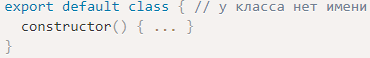 export default class { // у класса нет имени
  constructor() { ... }
}